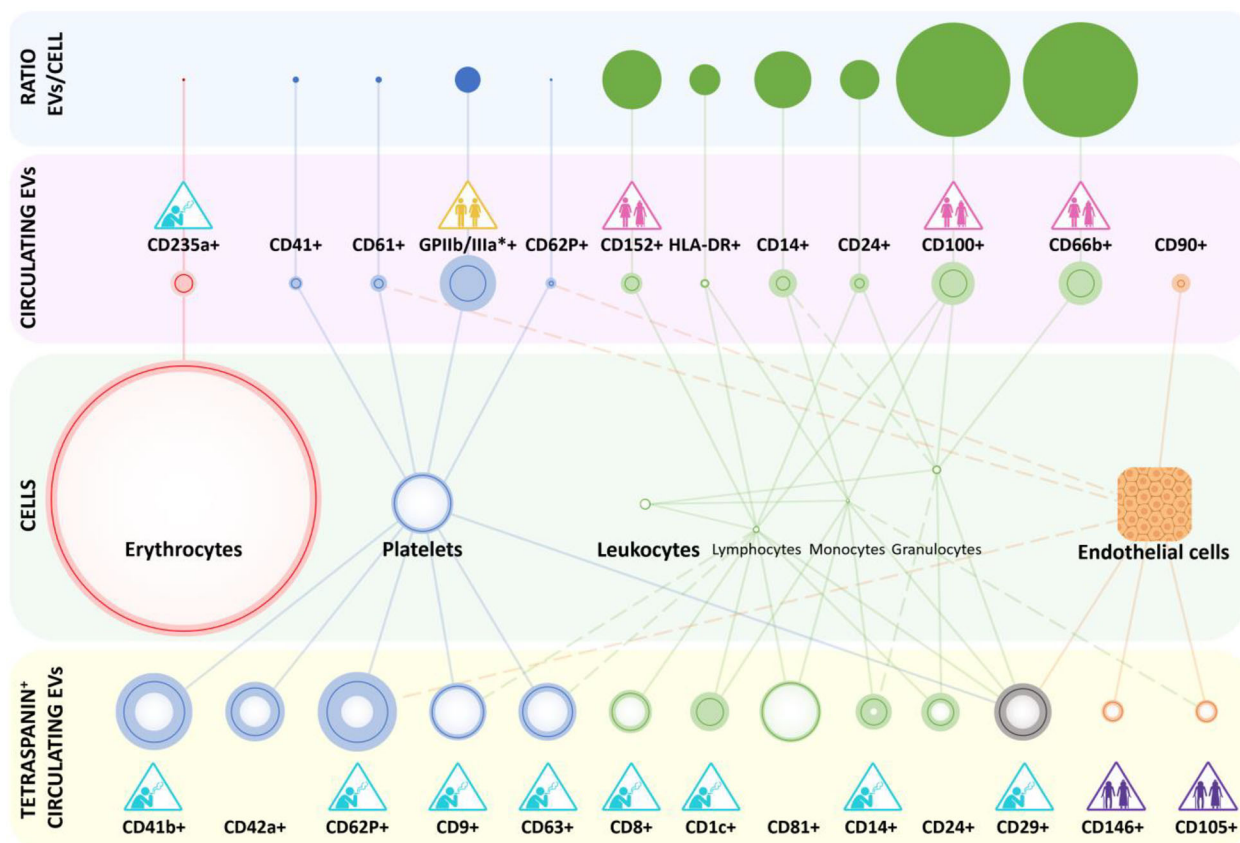 RATIO
EVs/CELL
CIRCULATING EVs
CD235a+ CD41+ CD61+ GPIIb/IIIa*+ CD62P+ CD152+ HLA-DR+ CD14+ CD24+ CD100+ CD66b+ CD90+
CELLS
Erythrocytes Platelets Leukocytes Lymphocytes Monocytes Granulocytes Endothelial cells
TETRASPANIN⁺
CIRCULATING EVs
CD41b+ CD42a+ CD62P+ CD9+ CD63+ CD8+ CD1c+ CD81+ CD14+ CD24+ CD29+ CD146+ CD105+